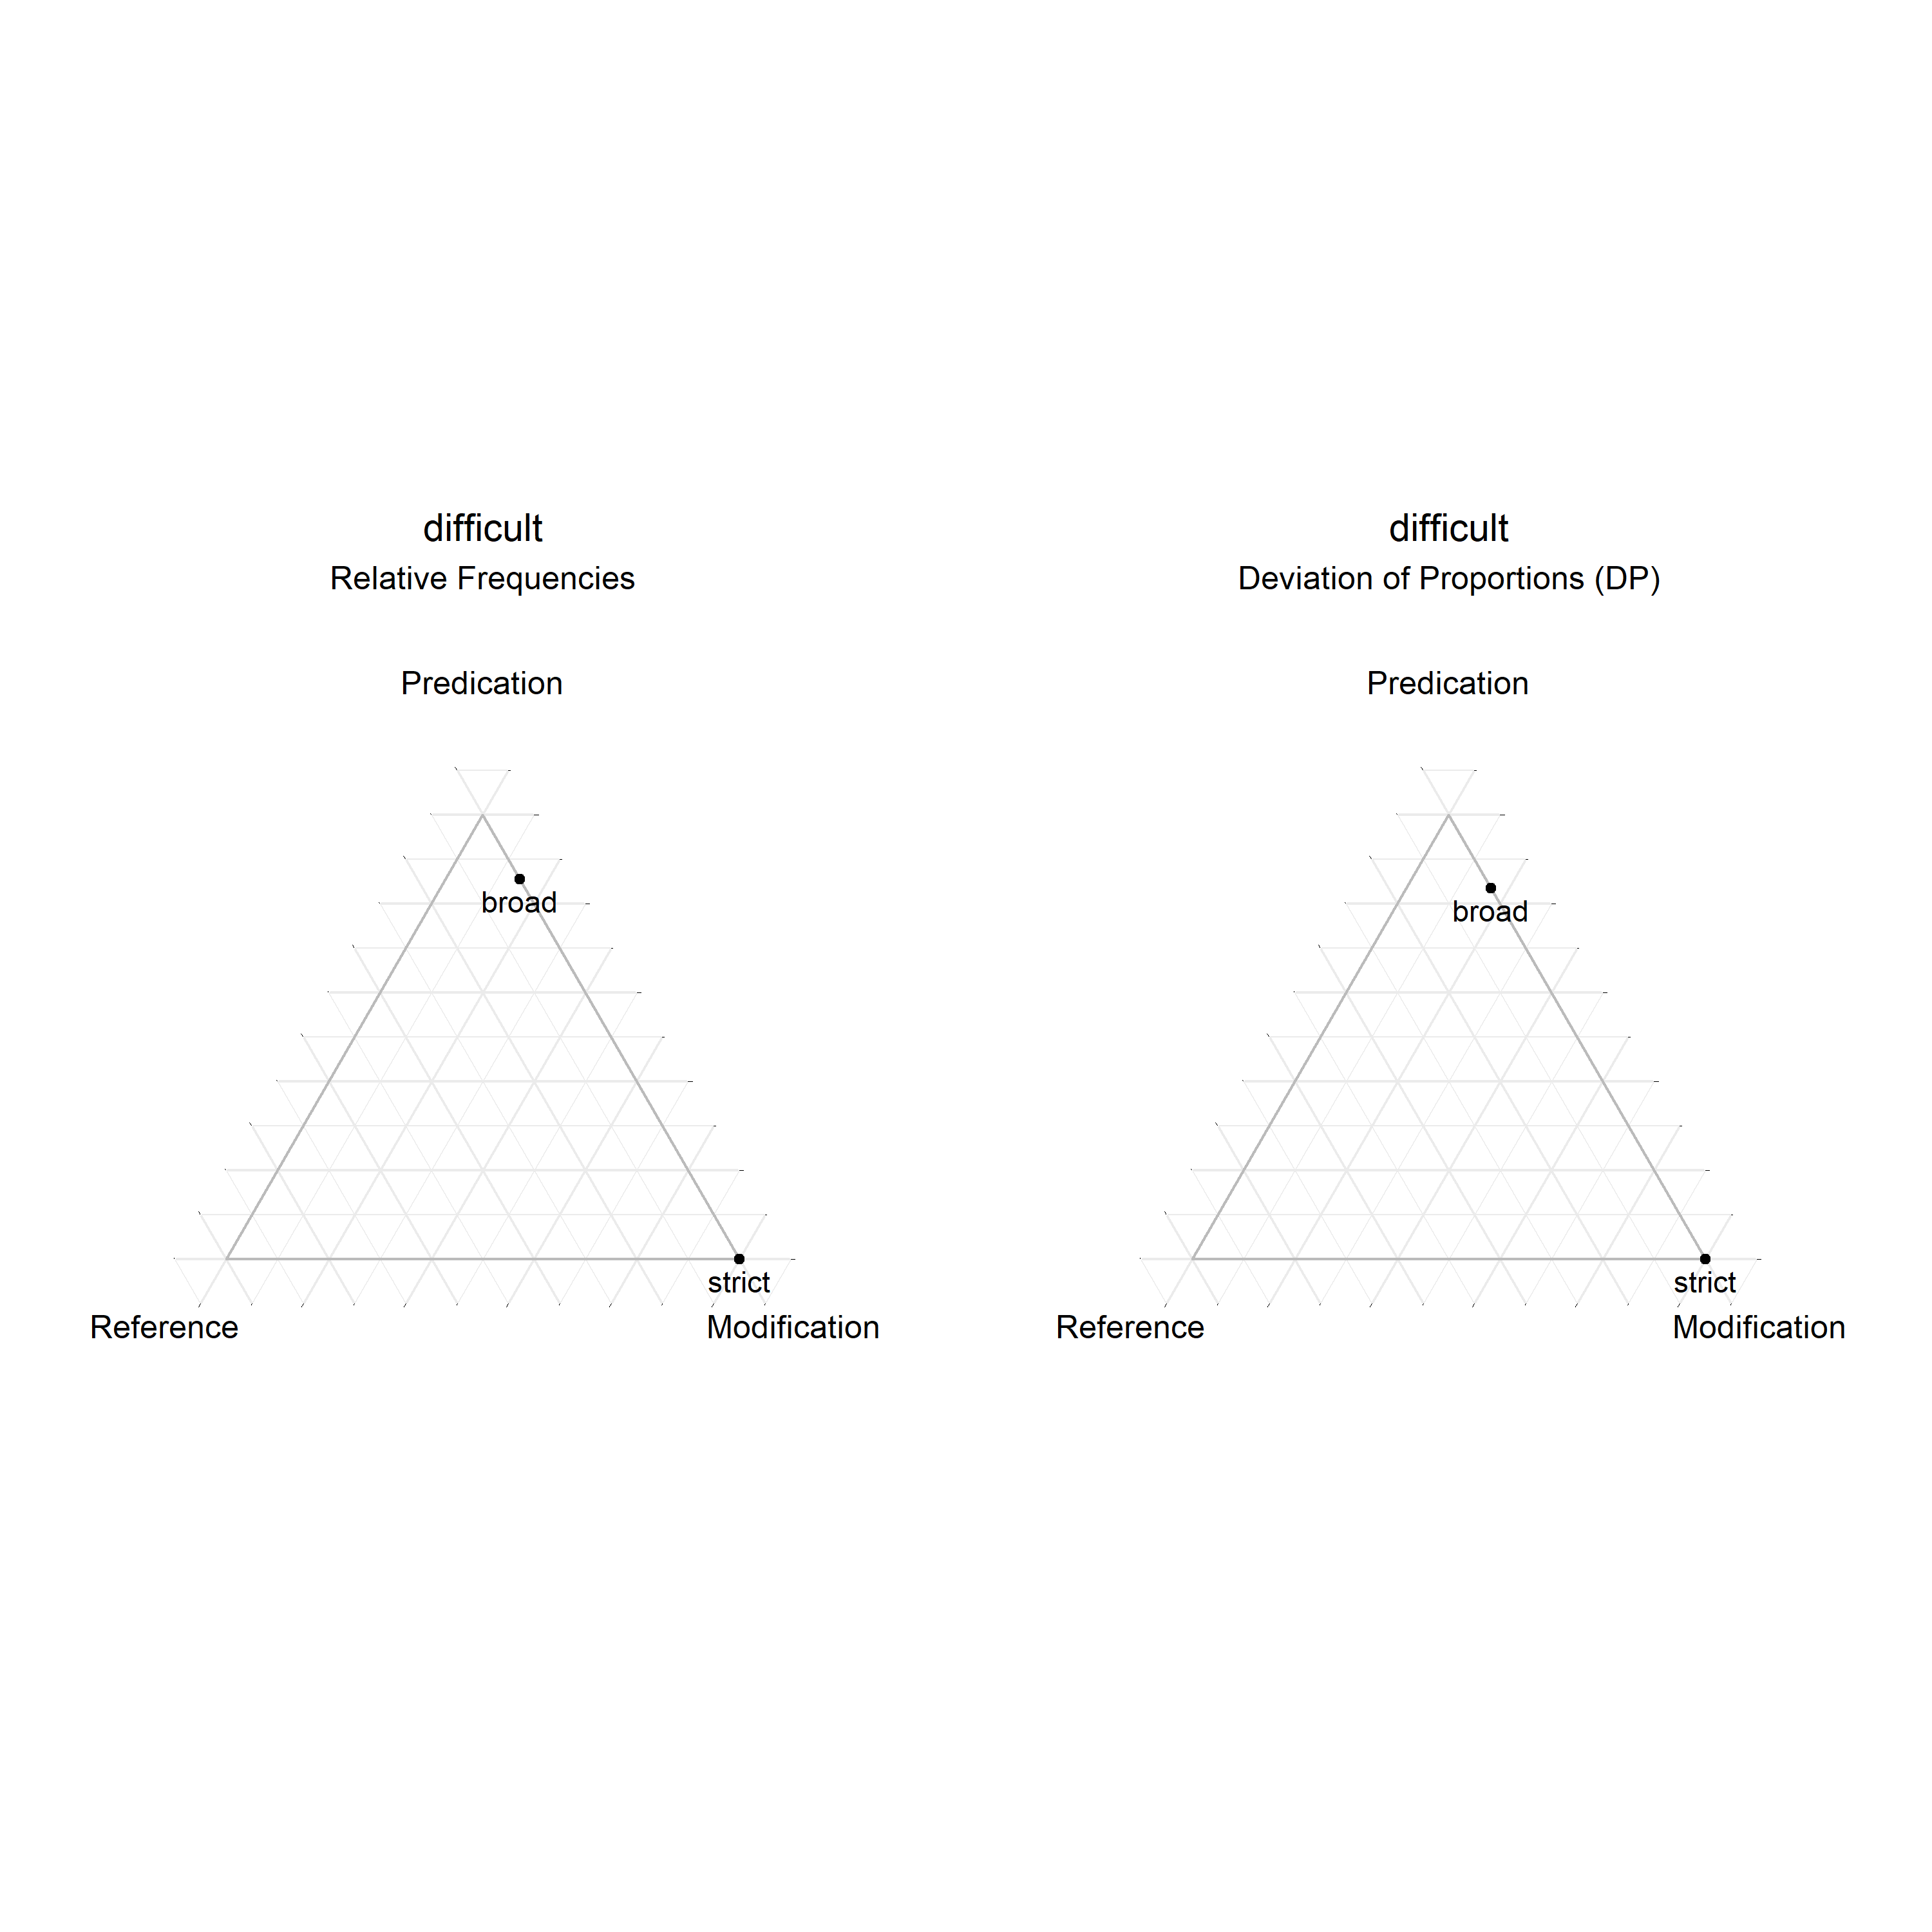 difficult
Relative Frequencies
Predication
broad
strict
Reference
Modification
difficult
Deviation of Proportions (DP)
Predication
broad
strict
Reference
Modification